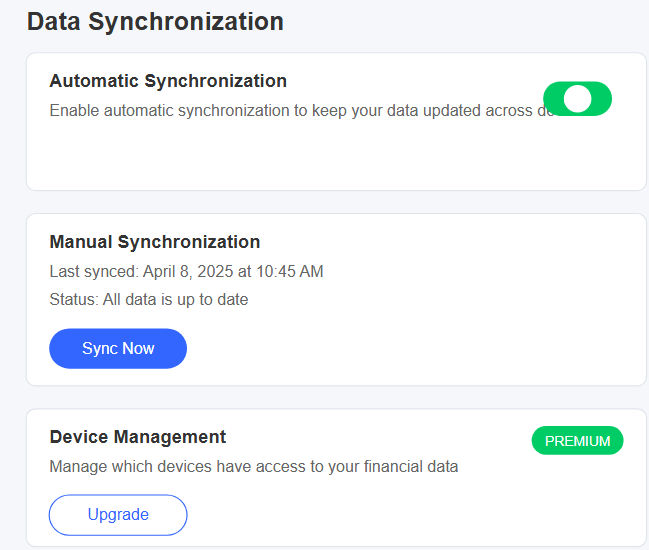 Data Synchronization
Automatic Synchronization
Enable automatic synchronization to keep your data updated across
Manual Synchronization
Last synced: April 8, 2025 at 10:45 AM
Status: All data is up to date
Sync Now
Device Management
PREMIUM
Manage which devices have access to your financial data
Upgrade